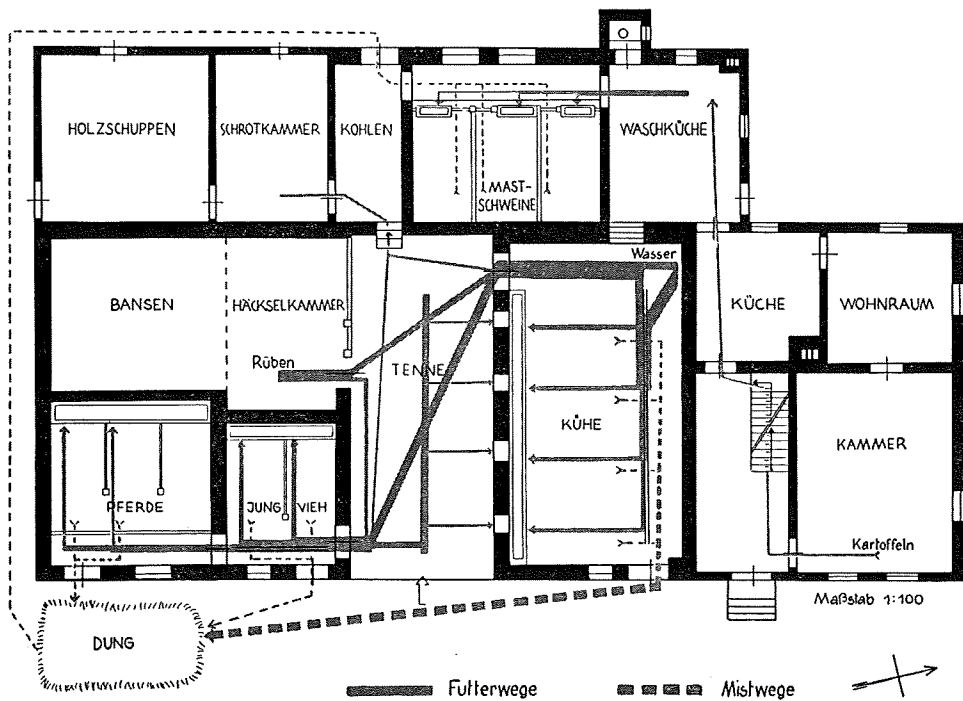 HOLZSCHUPPEN
SCHROTKAMMER
KOHLEN
MAST-
SCHWEINE
WASCHKÜCHE
BANSEN
HÄCKSELKAMMER
Rüben
TENNE
Wasser
KÜHE
KÜCHE
WOHNRAUM
KAMMER
PFERDE
JUNG VIEH
Kartoffeln
Maßstab 1:100
DUNG
Futterwege
Mistwege